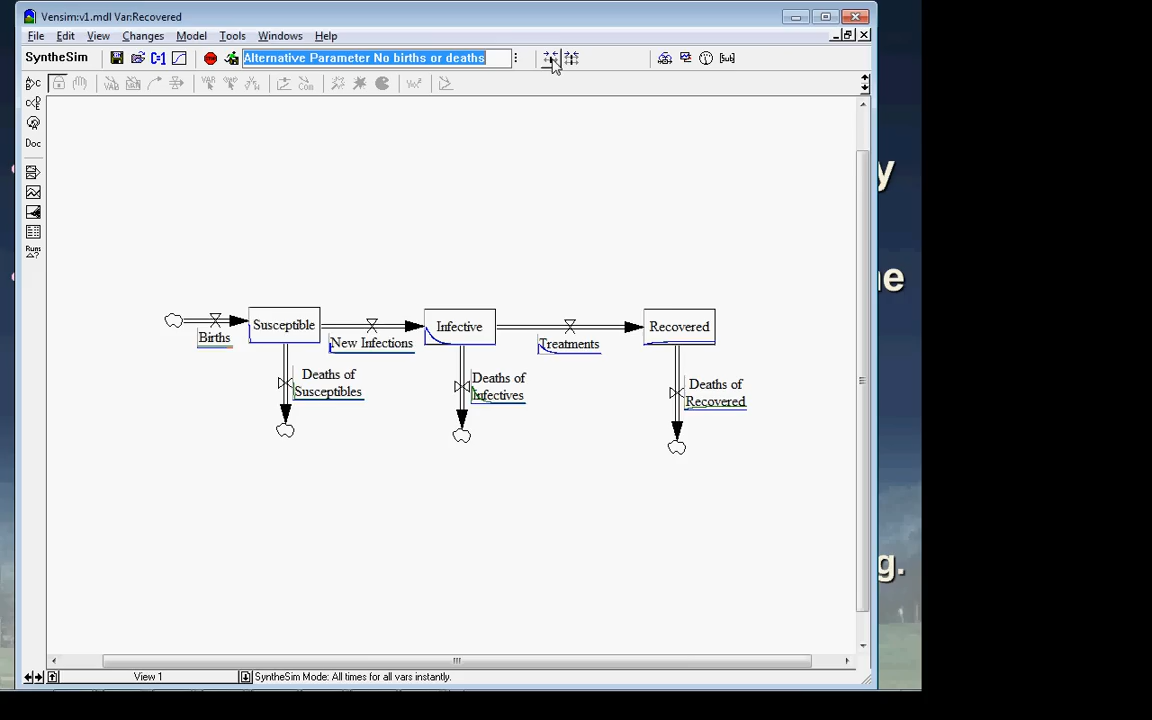 Vensim:v1.mdl Var:Recovered
File Edit View Changes Model Tools Windows Help
SyntheSim Alternative Parameter No births or deaths
Doc
Runs
Susceptible
Infective
Recovered
Births
New Infections
Treatments
Deaths of
Susceptibles
Deaths of
Infectives
Deaths of
Recovered
View 1 SyntheSim Mode: All times for all vars instantly.
y
ne
g.